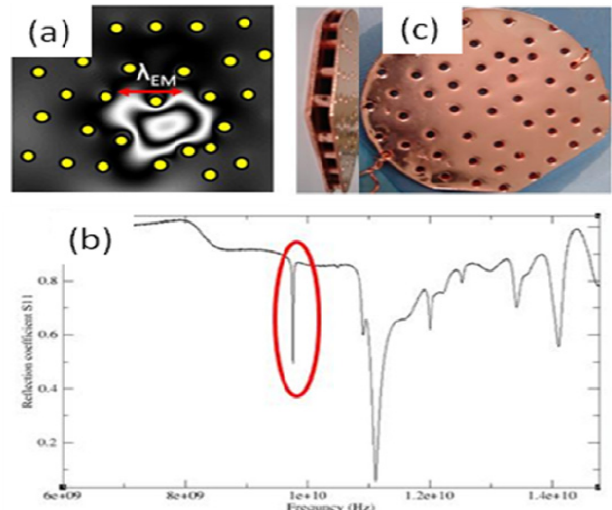 (a)
λEM
(c)
(b)
Reflection coefficient S11
0.8
0.6
0.4
0.2
6e+09
8e+09
1e+10
1.2e+10
1.4e+10
Frequncy (Hz)